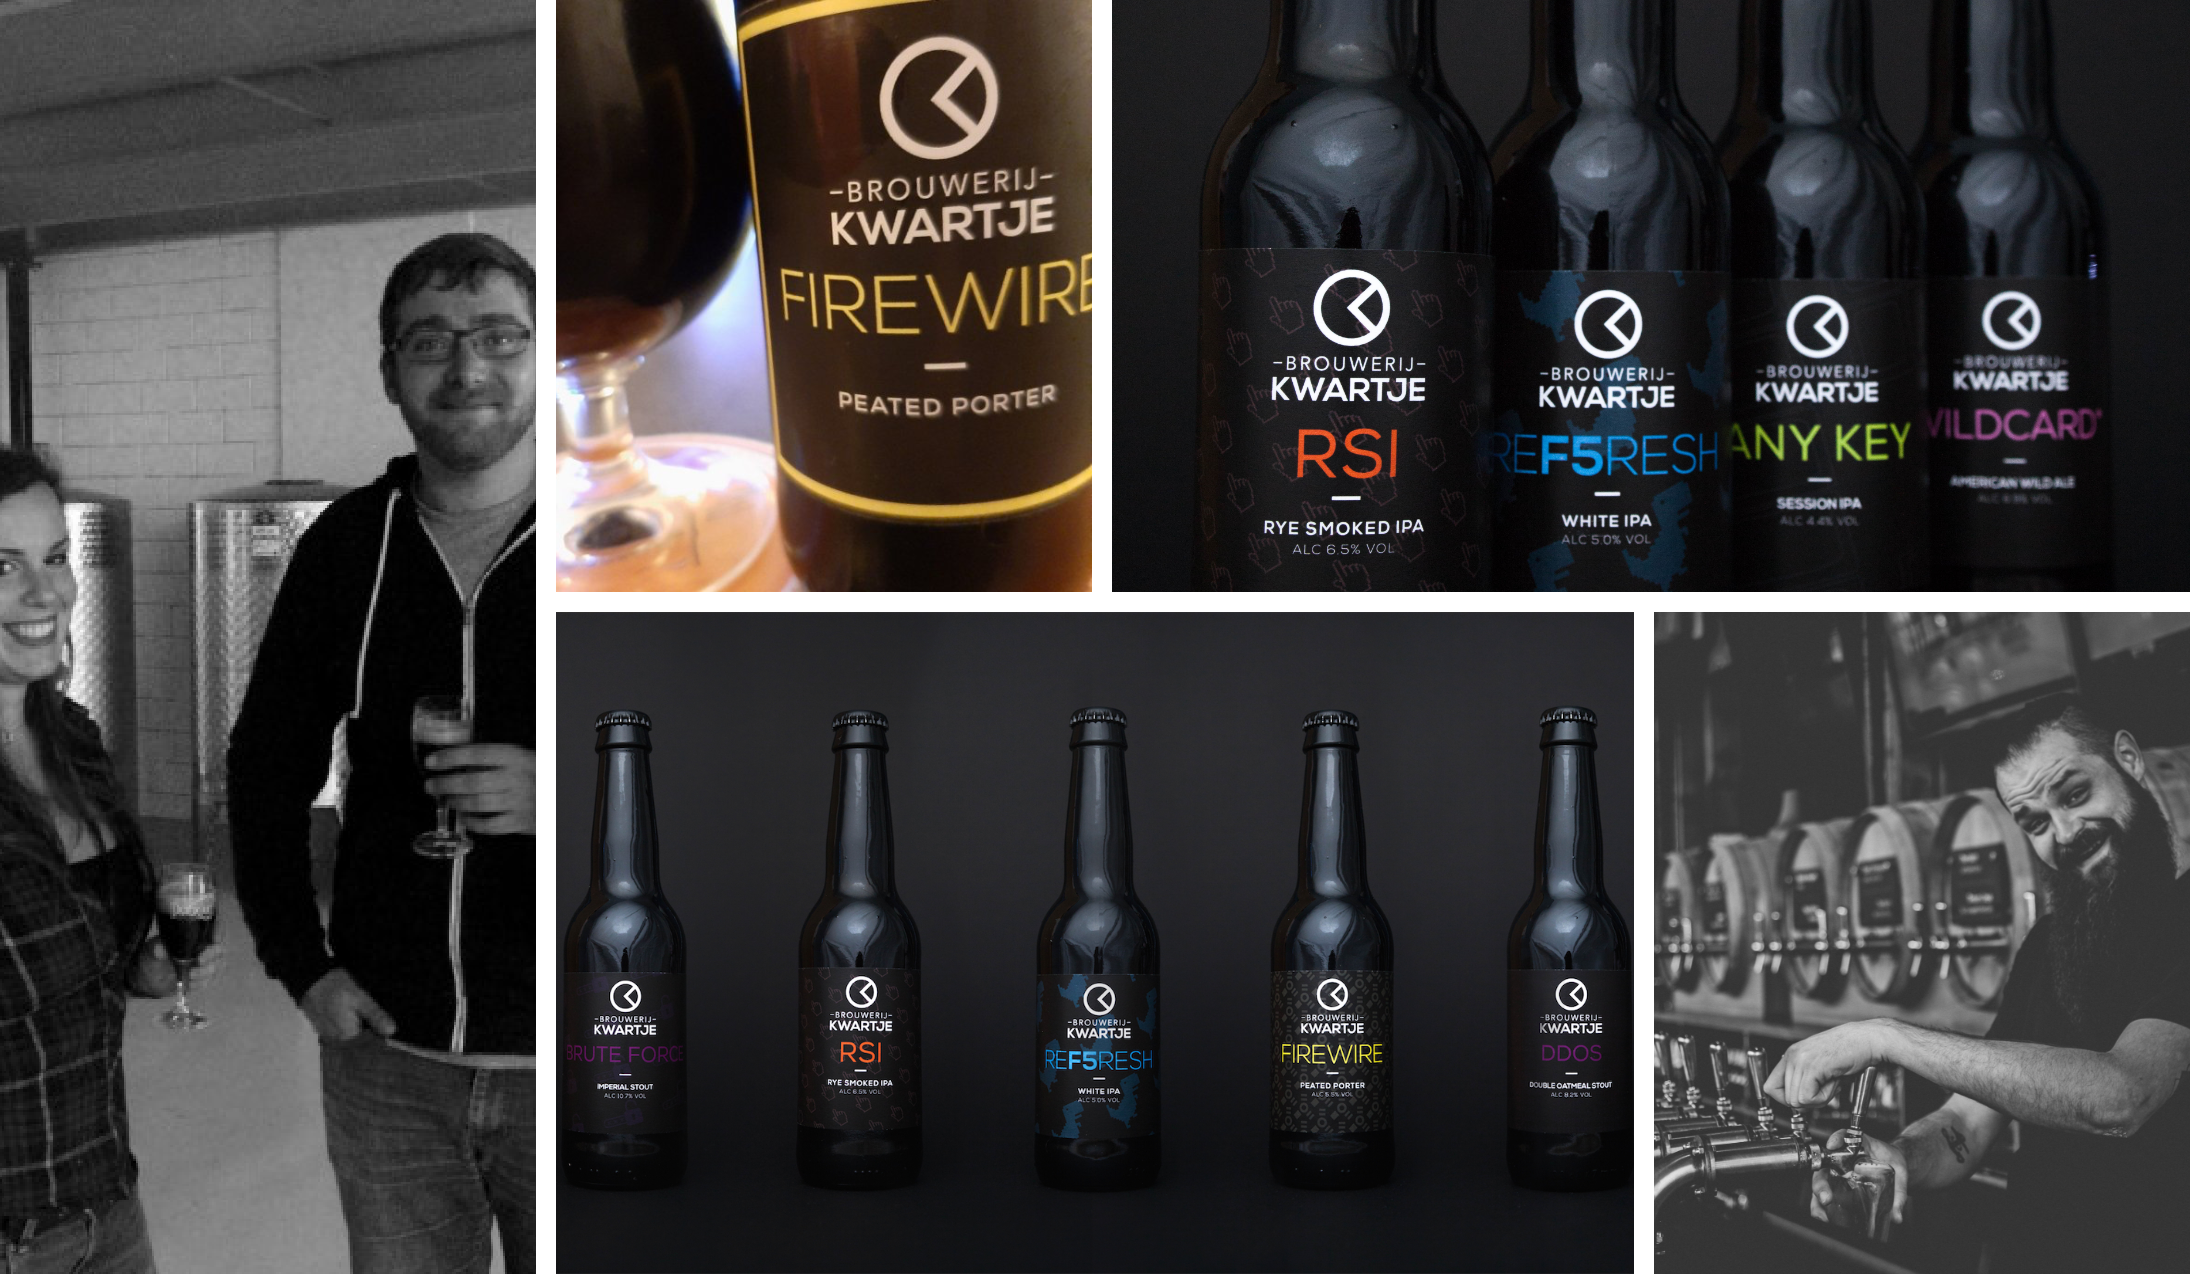 -BROUWERIJ-
KWARTJE
FIREWIRE
PEATED PORTER
-BROUWERIJ-
KWARTJE
RSI
RYE SMOKED IPA
ALC 6.5% VOL
-BROUWERIJ-
KWARTJE
REF5RESH
WHITE IPA
ALC 5.0% VOL
-BROUWERIJ-
KWARTJE
ANY KEY
SESSION IPA
ALC 4.4% VOL
-BROUWERIJ-
KWARTJE
WILDCARD*
AMERICAN WILD ALE
-BROUWERIJ-
KWARTJE
BRUTE FORCE
IMPERIAL STOUT
ALC 10.7% VOL
-BROUWERIJ-
KWARTJE
RSI
RYE SMOKED IPA
ALC 6.5% VOL
-BROUWERIJ-
KWARTJE
REF5RESH
WHITE IPA
ALC 5.0% VOL
-BROUWERIJ-
KWARTJE
FIREWIRE
PEATED PORTER
ALC 5.5% VOL
-BROUWERIJ-
KWARTJE
DDOS
DOUBLE OATMEAL STOUT
ALC 8.2% VOL